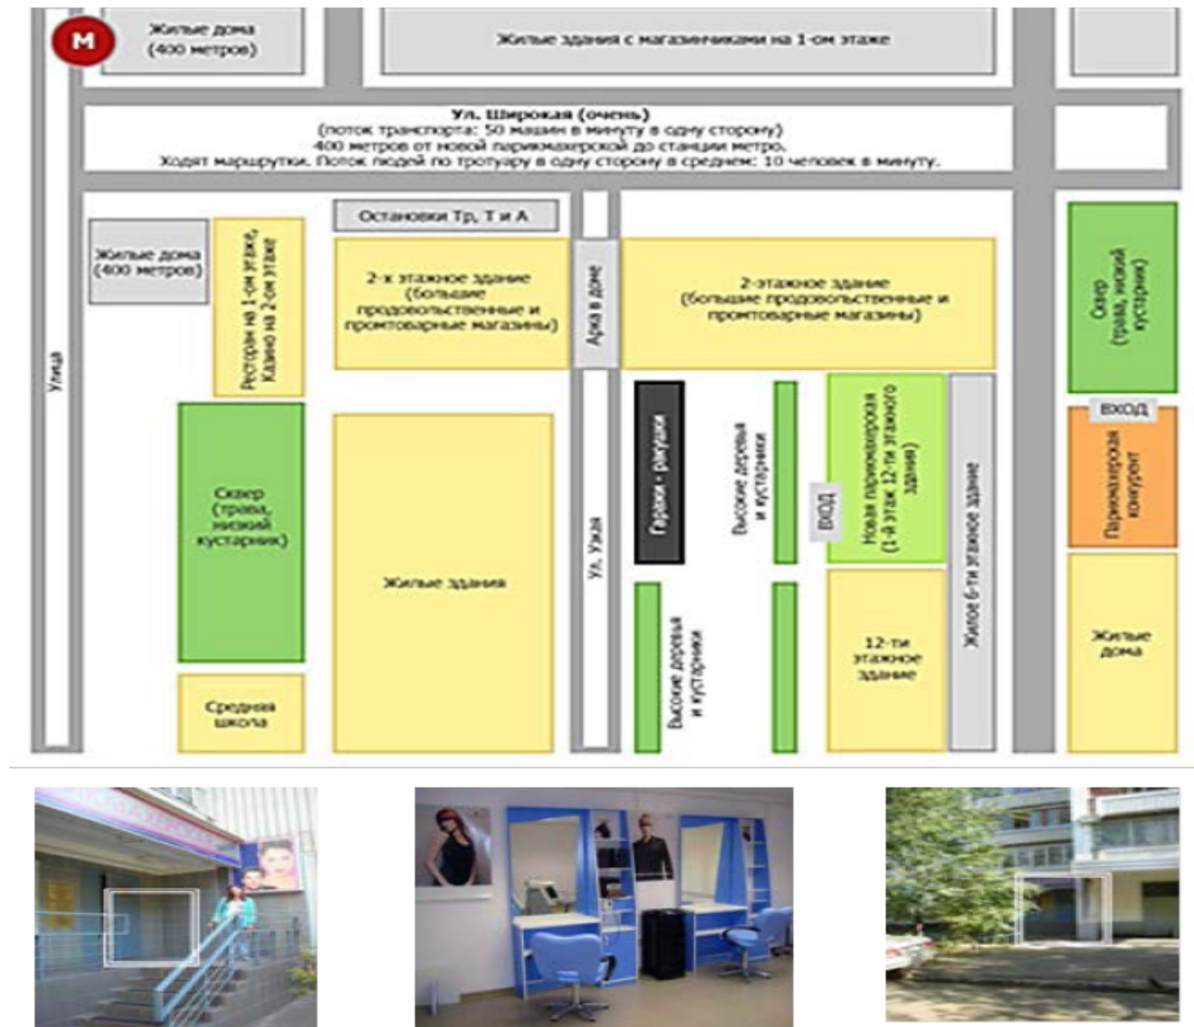 М
Жилые дома
(400 метров)
Жилые здания с магазинчиками на 1-ом этаже
Ул. Широкая (очень)
(поток транспорта: 50 машин в минуту в одну сторону)
400 метров от новой парикмахерской до станции метро.
Ходят маршрутки. Поток людей по тротуару в одну сторону в среднем: 10 человек в минуту.
Улица
Жилые дома
(400 метров)
Ресторан на 1-ом этаже,
Казино на 2-ом этаже
Остановки Тр, Т и А
2-х этажное здание
(большие
продовольственные и
промтоварные магазины)
Арка в доме
2-этажное здание
(большие продовольственные и
промтоварные магазины)
Сквер
(трава, низкий
кустарник)
Сквер
(трава,
низкий
кустарник)
Средняя
школа
Жилые здания
Ул. Узкая
Гаражи - ракушки
Высокие деревья
и кустарники
Высокие деревья
и кустарники
ВХОД
Новая парикмахерская
(1-й этаж 12-ти этажного
здания)
12-ти
этажное
здание
Жилое 6-ти этажное здание
ВХОД
Парикмахерская
конкурент
Жилые
дома